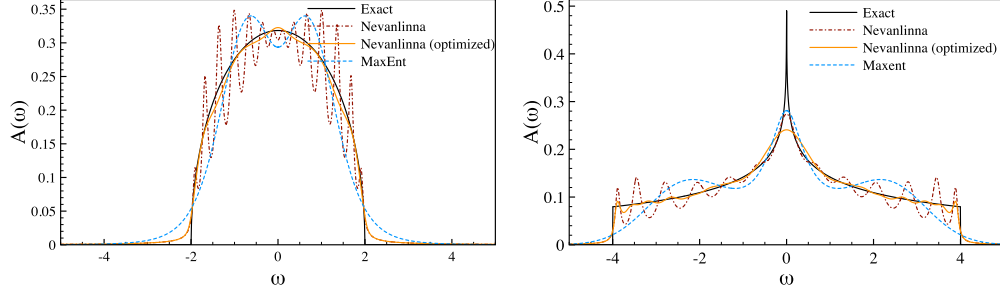 0.35
0.3
0.25
0.2
0.15
0.1
0.05
0
A(ω)
Exact
Nevanlinna
Nevanlinna (optimized)
MaxEnt
-4
-2
0
2
4
ω
0.5
0.4
0.3
0.2
0.1
0
A(ω)
Exact
Nevanlinna
Nevanlinna (optimized)
Maxent
-4
-2
0
2
4
ω